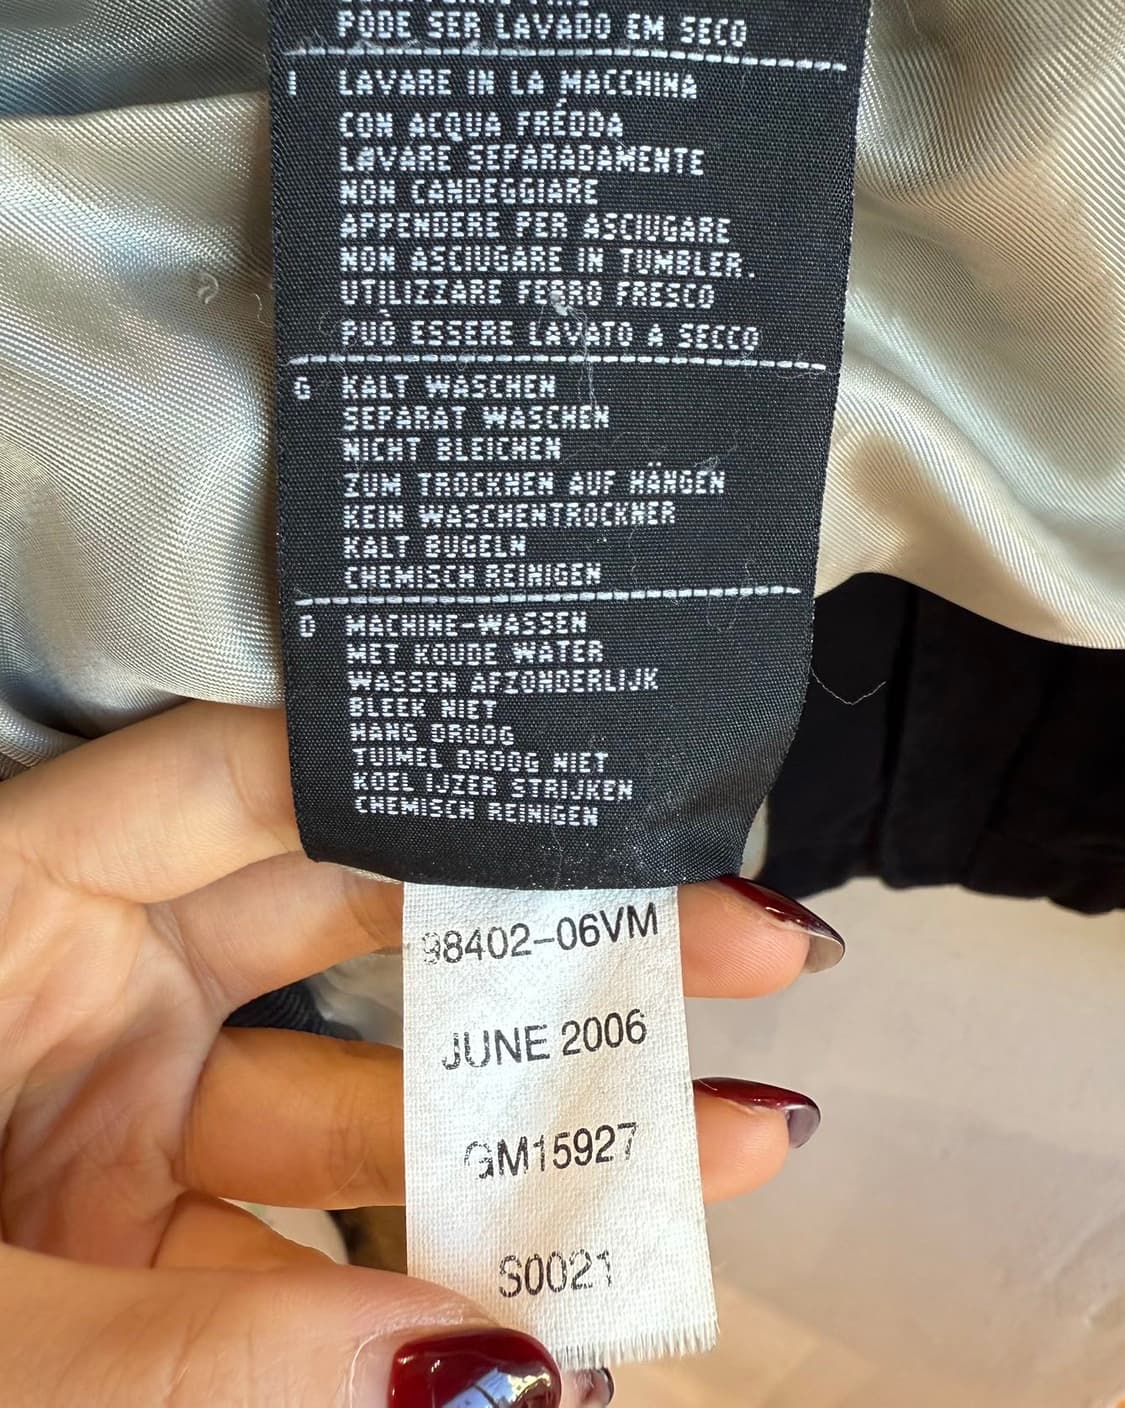 PODE SER LAVADO EM SECO
I LAVARE IN LA MACCHINA
CON ACQUA FRÉDDA
LAVARE SEPARADAMENTE
NON CANDEGGIARE
APPENDERE PER ASCIUGARE
NON ASCIUGARE IN TUMBLER.
UTILIZZARE FERRO FRESCO
PUÒ ESSERE LAVATO A SECCO
G KALT WASCHEN
SEPARAT WASCHEN
NICHT BLEICHEN
ZUM TROCKNEN AUF HÄNGEN
KEIN WASCHENTROCKNER
KALT BUGELN
CHEMISCH REINIGEN
D MACHINE-WASSEN
MET KOUDE WATER
WASSEN AFZONDERLIJK
BLEEK NIET
HANG DROOG
TUIMEL DROOG NIET
KOEL IJZER STRIJKEN
CHEMISCH REINIGEN
98402-06VM
JUNE 2006
GM15927
S0021